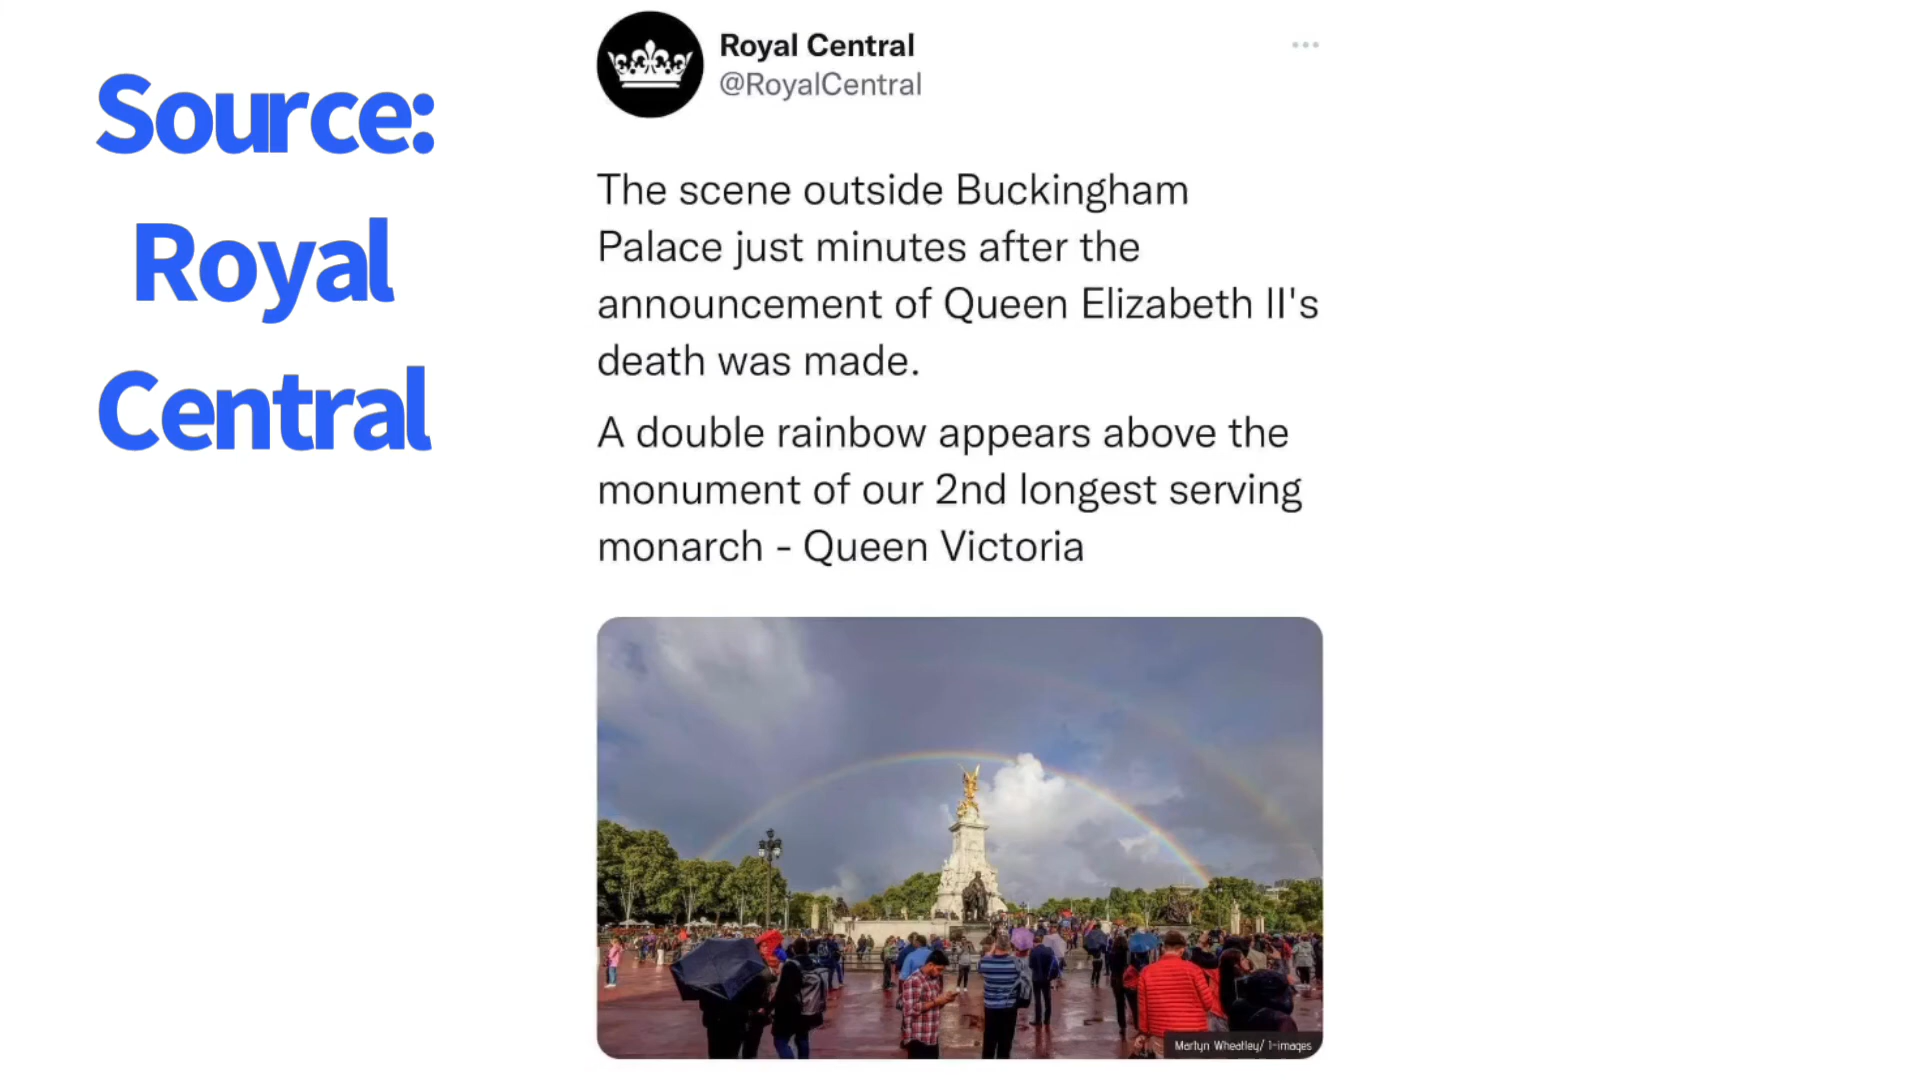 Source:
Royal
Central
Royal Central
@RoyalCentral
The scene outside Buckingham
Palace just minutes after the
announcement of Queen Elizabeth II's
death was made.
A double rainbow appears above the
monument of our 2nd longest serving
monarch - Queen Victoria
Martyn Wheatley/ i-images